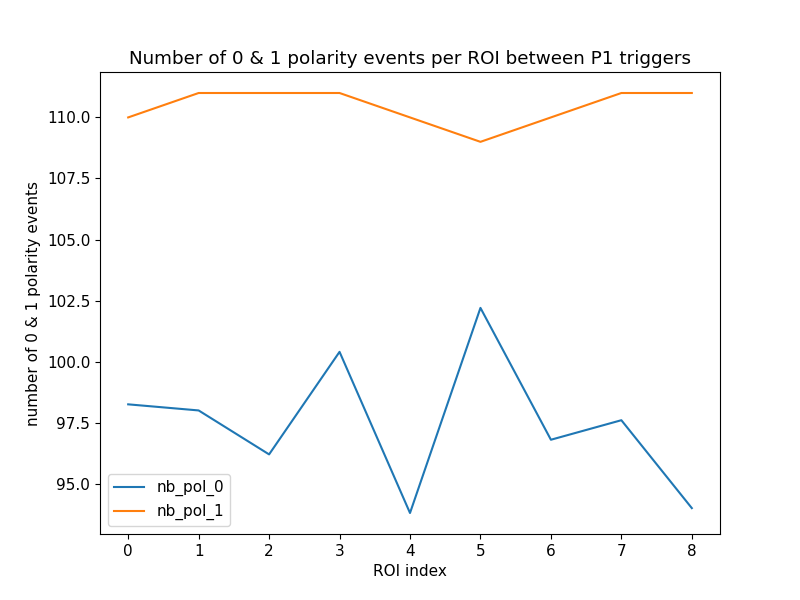 Number of 0 & 1 polarity events per ROI between P1 triggers
number of 0 & 1 polarity events
110.0
107.5
105.0
102.5
100.0
97.5
95.0
nb_pol_0
nb_pol_1
0 1 2 3 4 5 6 7 8
ROI index